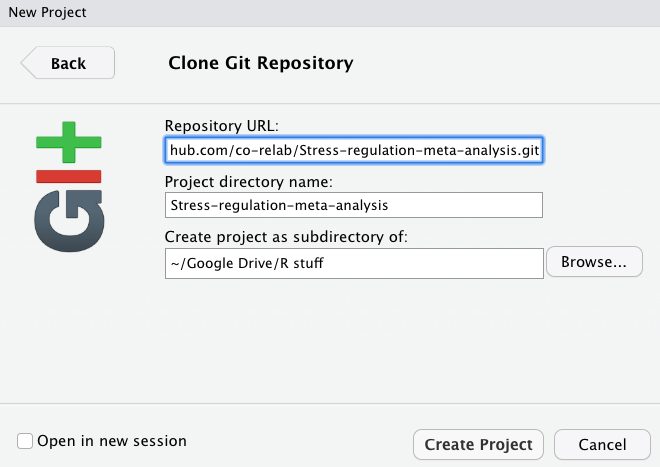 New Project
Back
Clone Git Repository
GIt
Repository URL:
hub.com/co-relab/Stress-regulation-meta-analysis.git
Project directory name:
Stress-regulation-meta-analysis
Create project as subdirectory of:
~/Google Drive/R stuff
Browse...
Open in new session
Create Project
Cancel